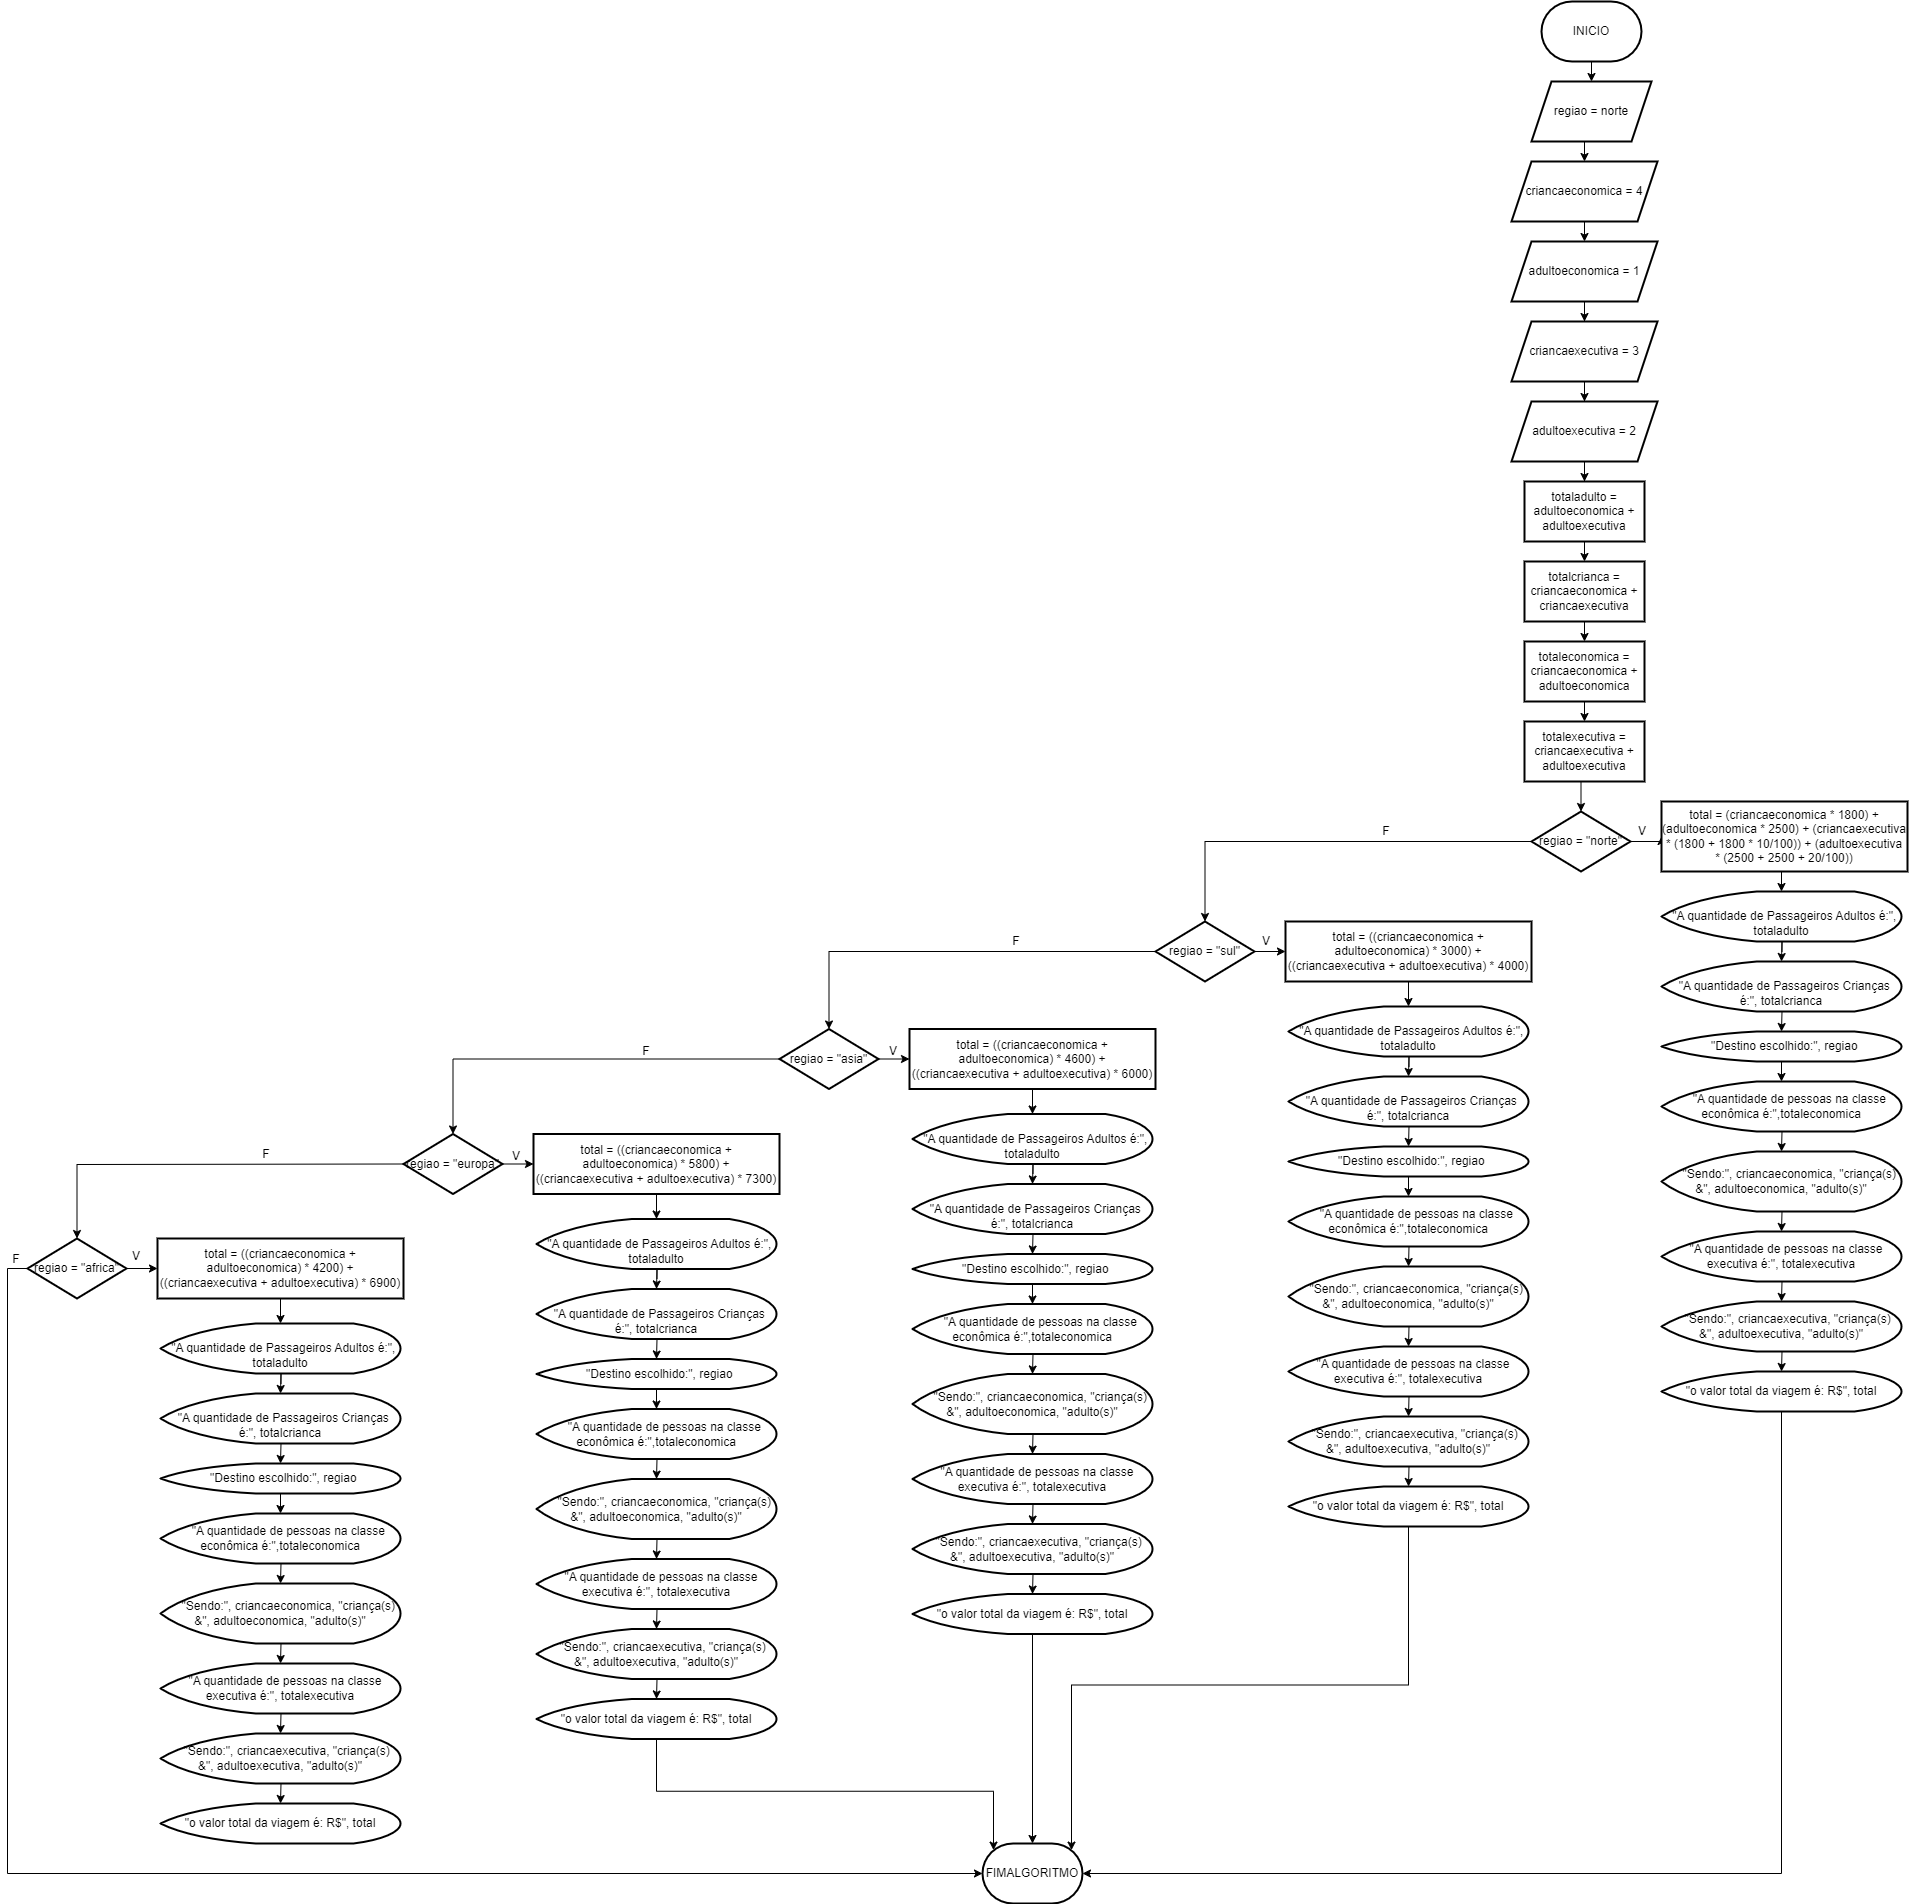 INICIO
regiao = norte
criancaeconomica = 4
adultoeconomica = 1
criancaexecutiva = 3
adultoexecutiva = 2
totaladulto =
adultoeconomica +
adultoexecutiva
totalcrianca =
criancaeconomica +
criancaexecutiva
totaleconomica =
criancaeconomica +
adultoeconomica
totalexecutiva =
criancaexecutiva +
adultoexecutiva
regiao = "norte"
V
F
total = (criancaeconomica * 1800) +
(adultoeconomica * 2500) + (criancaexecutiva
* (1800 + 1800 * 10/100)) + (adultoexecutiva
* (2500 + 2500 + 20/100))
"A quantidade de Passageiros Adultos é:",
totaladulto
"A quantidade de Passageiros Crianças
é:", totalcrianca
"Destino escolhido:", regiao
"A quantidade de pessoas na classe
econômica é:",totaleconomica
"Sendo:", criancaeconomica, "criança(s)
&", adultoeconomica, "adulto(s)"
"A quantidade de pessoas na classe
executiva é:", totalexecutiva
"Sendo:", criancaexecutiva, "criança(s)
&", adultoexecutiva, "adulto(s)"
"o valor total da viagem é: R$", total
regiao = "sul"
V
F
total = ((criancaeconomica +
adultoeconomica) * 3000) +
((criancaexecutiva + adultoexecutiva) * 4000)
"A quantidade de Passageiros Adultos é:",
totaladulto
"A quantidade de Passageiros Crianças
é:", totalcrianca
"Destino escolhido:", regiao
"A quantidade de pessoas na classe
econômica é:",totaleconomica
"Sendo:", criancaeconomica, "criança(s)
&", adultoeconomica, "adulto(s)"
"A quantidade de pessoas na classe
executiva é:", totalexecutiva
"Sendo:", criancaexecutiva, "criança(s)
&", adultoexecutiva, "adulto(s)"
"o valor total da viagem é: R$", total
regiao = "asia"
V
F
total = ((criancaeconomica +
adultoeconomica) * 4600) +
((criancaexecutiva + adultoexecutiva) * 6000)
"A quantidade de Passageiros Adultos é:",
totaladulto
"A quantidade de Passageiros Crianças
é:", totalcrianca
"Destino escolhido:", regiao
"A quantidade de pessoas na classe
econômica é:",totaleconomica
"Sendo:", criancaeconomica, "criança(s)
&", adultoeconomica, "adulto(s)"
"A quantidade de pessoas na classe
executiva é:", totalexecutiva
"Sendo:", criancaexecutiva, "criança(s)
&", adultoexecutiva, "adulto(s)"
"o valor total da viagem é: R$", total
regiao = "europa"
V
F
total = ((criancaeconomica +
adultoeconomica) * 5800) +
((criancaexecutiva + adultoexecutiva) * 7300)
"A quantidade de Passageiros Adultos é:",
totaladulto
"A quantidade de Passageiros Crianças
é:", totalcrianca
"Destino escolhido:", regiao
"A quantidade de pessoas na classe
econômica é:",totaleconomica
"Sendo:", criancaeconomica, "criança(s)
&", adultoeconomica, "adulto(s)"
"A quantidade de pessoas na classe
executiva é:", totalexecutiva
"Sendo:", criancaexecutiva, "criança(s)
&", adultoexecutiva, "adulto(s)"
"o valor total da viagem é: R$", total
regiao = "africa"
V
F
total = ((criancaeconomica +
adultoeconomica) * 4200) +
((criancaexecutiva + adultoexecutiva) * 6900)
"A quantidade de Passageiros Adultos é:",
totaladulto
"A quantidade de Passageiros Crianças
é:", totalcrianca
"Destino escolhido:", regiao
"A quantidade de pessoas na classe
econômica é:",totaleconomica
"Sendo:", criancaeconomica, "criança(s)
&", adultoeconomica, "adulto(s)"
"A quantidade de pessoas na classe
executiva é:", totalexecutiva
"Sendo:", criancaexecutiva, "criança(s)
&", adultoexecutiva, "adulto(s)"
"o valor total da viagem é: R$", total
FIMALGORITMO